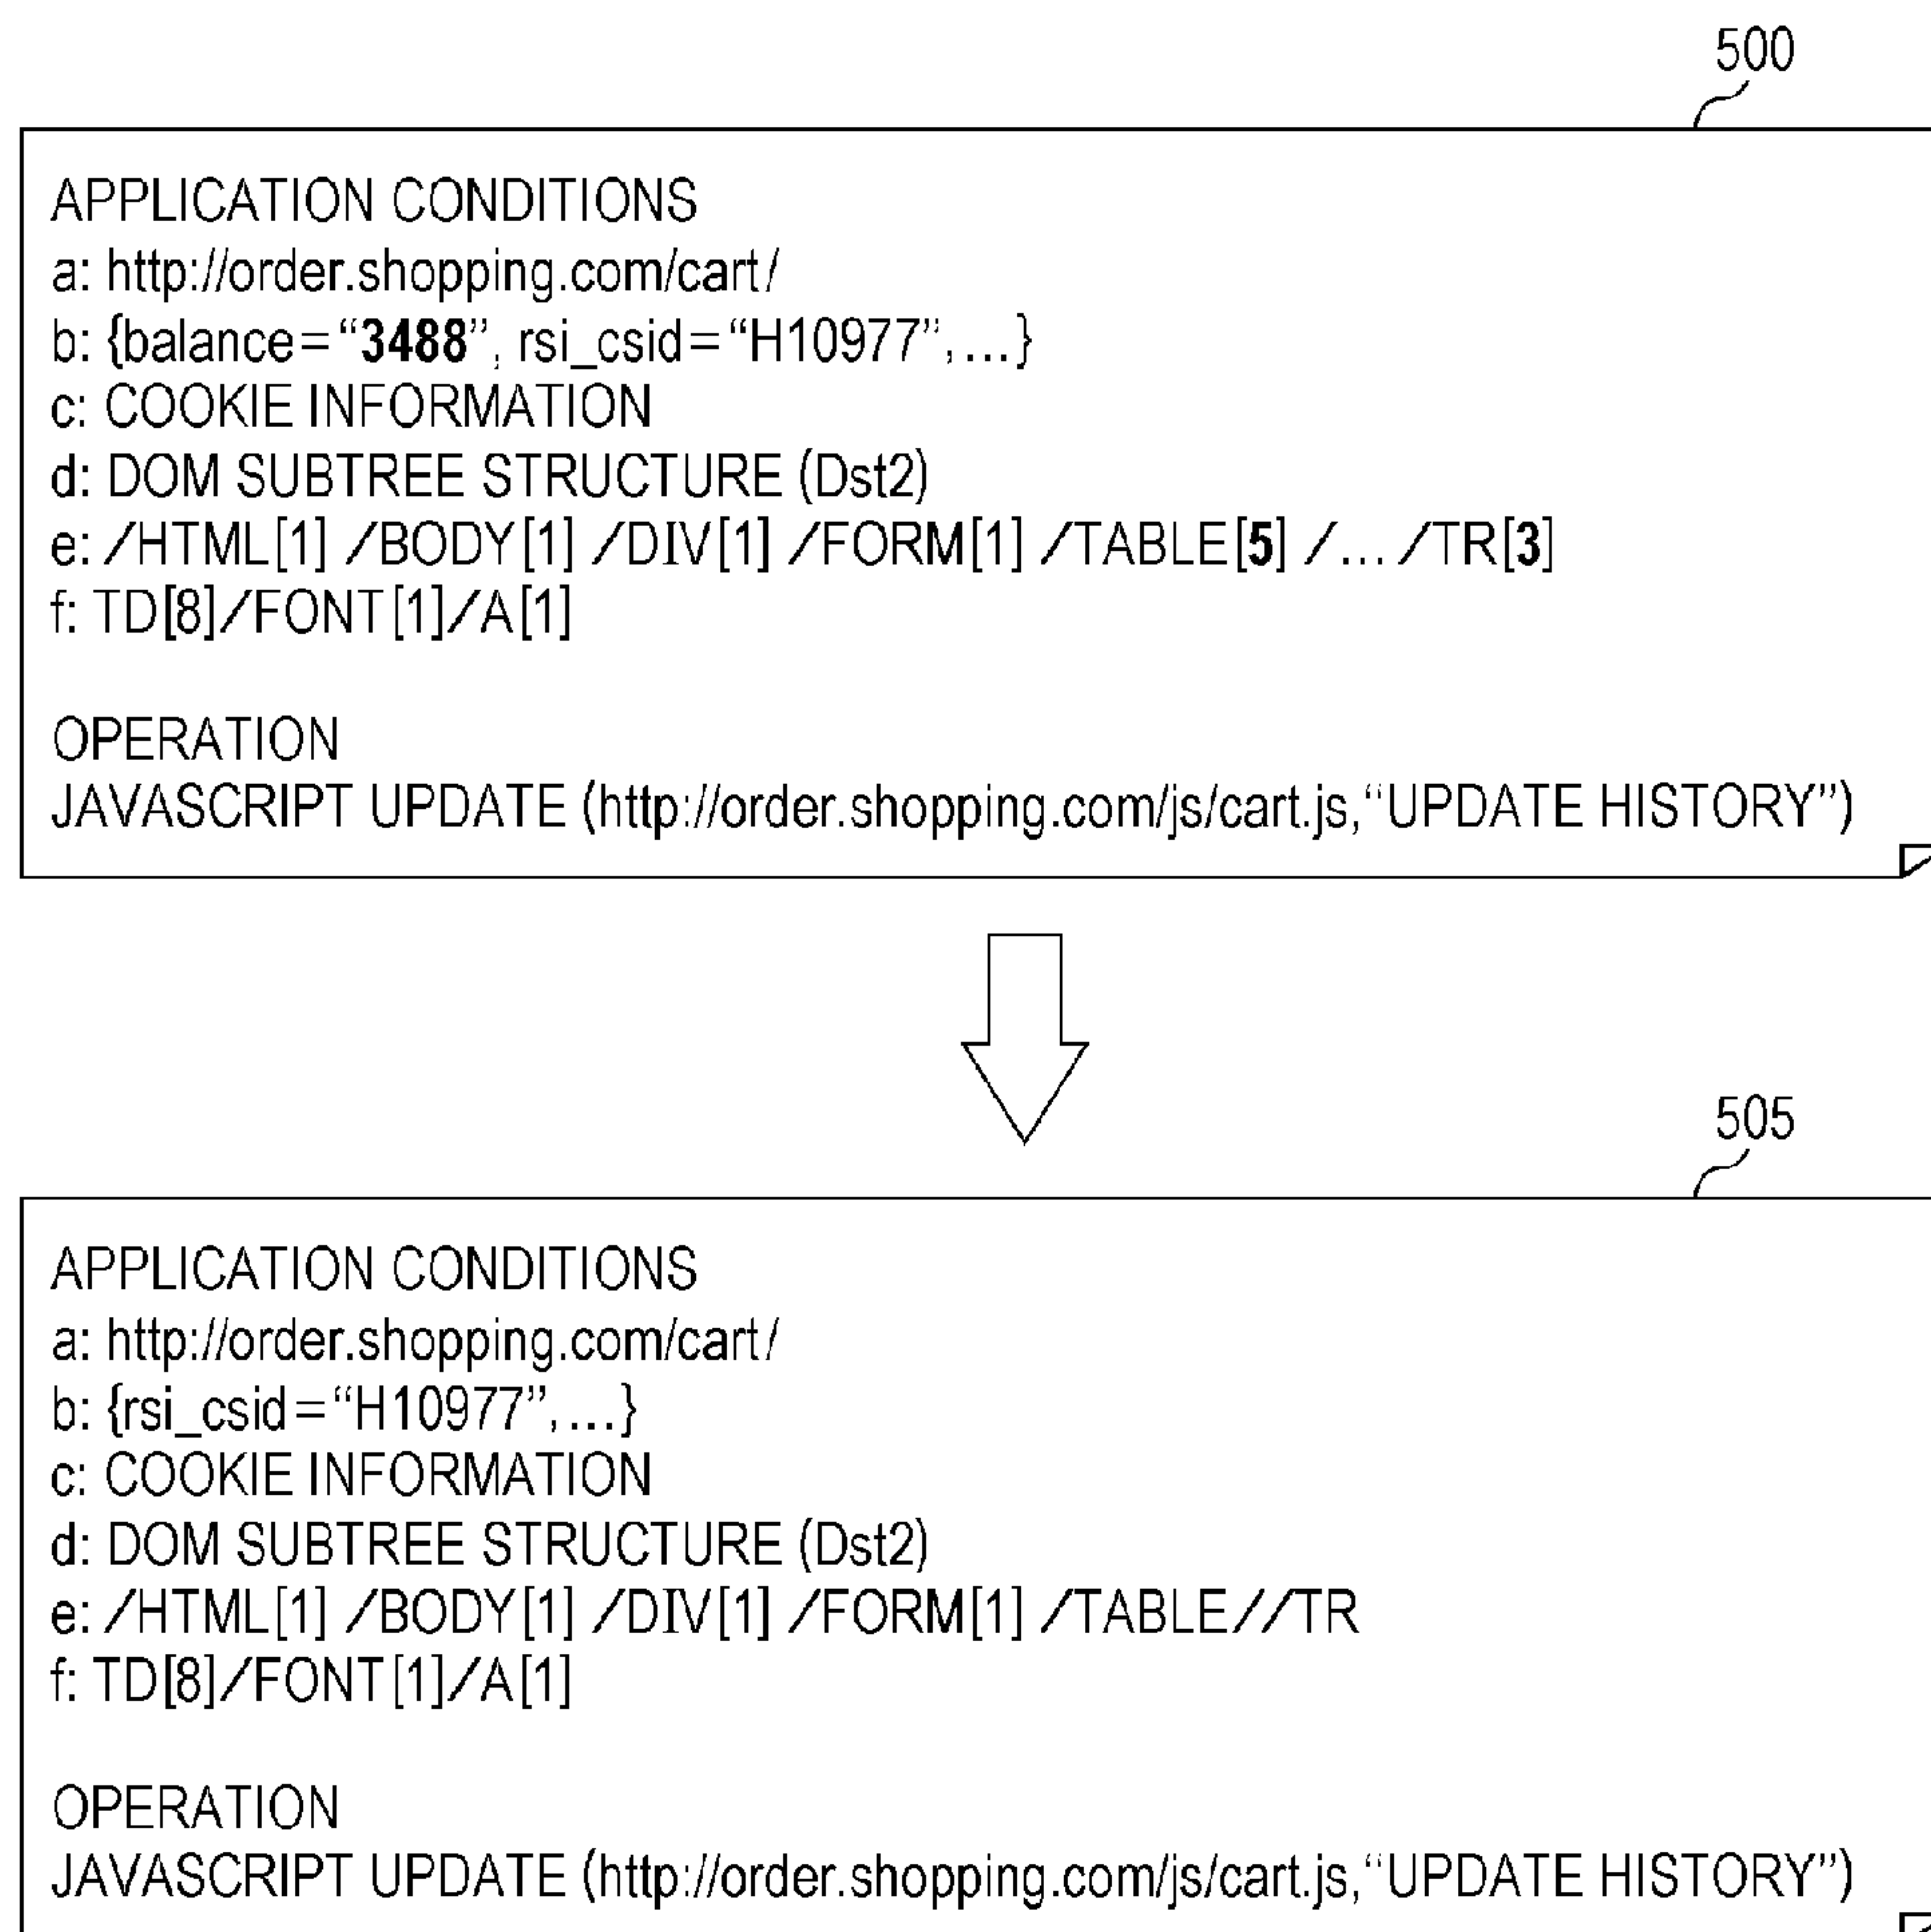 500
APPLICATION CONDITIONS
a: http://order.shopping.com/cart/
b: {balance=“3488”, rsi_csid=“H10977”,...}
c: COOKIE INFORMATION
d: DOM SUBTREE STRUCTURE (Dst2)
e: /HTML[1] /BODY[1] /DIV[1] /FORM[1] /TABLE[5] /... /TR[3]
f: TD[8]/FONT[1]/A[1]
OPERATION
JAVASCRIPT UPDATE (http://order.shopping.com/js/cart.js,“UPDATE HISTORY”)
505
APPLICATION CONDITIONS
a: http://order.shopping.com/cart/
b: {rsi_csid=“H10977”,...}
c: COOKIE INFORMATION
d: DOM SUBTREE STRUCTURE (Dst2)
e: /HTML[1] /BODY[1] /DIV[1] /FORM[1] /TABLE//TR
f: TD[8]/FONT[1]/A[1]
OPERATION
JAVASCRIPT UPDATE (http://order.shopping.com/js/cart.js, “UPDATE HISTORY”)